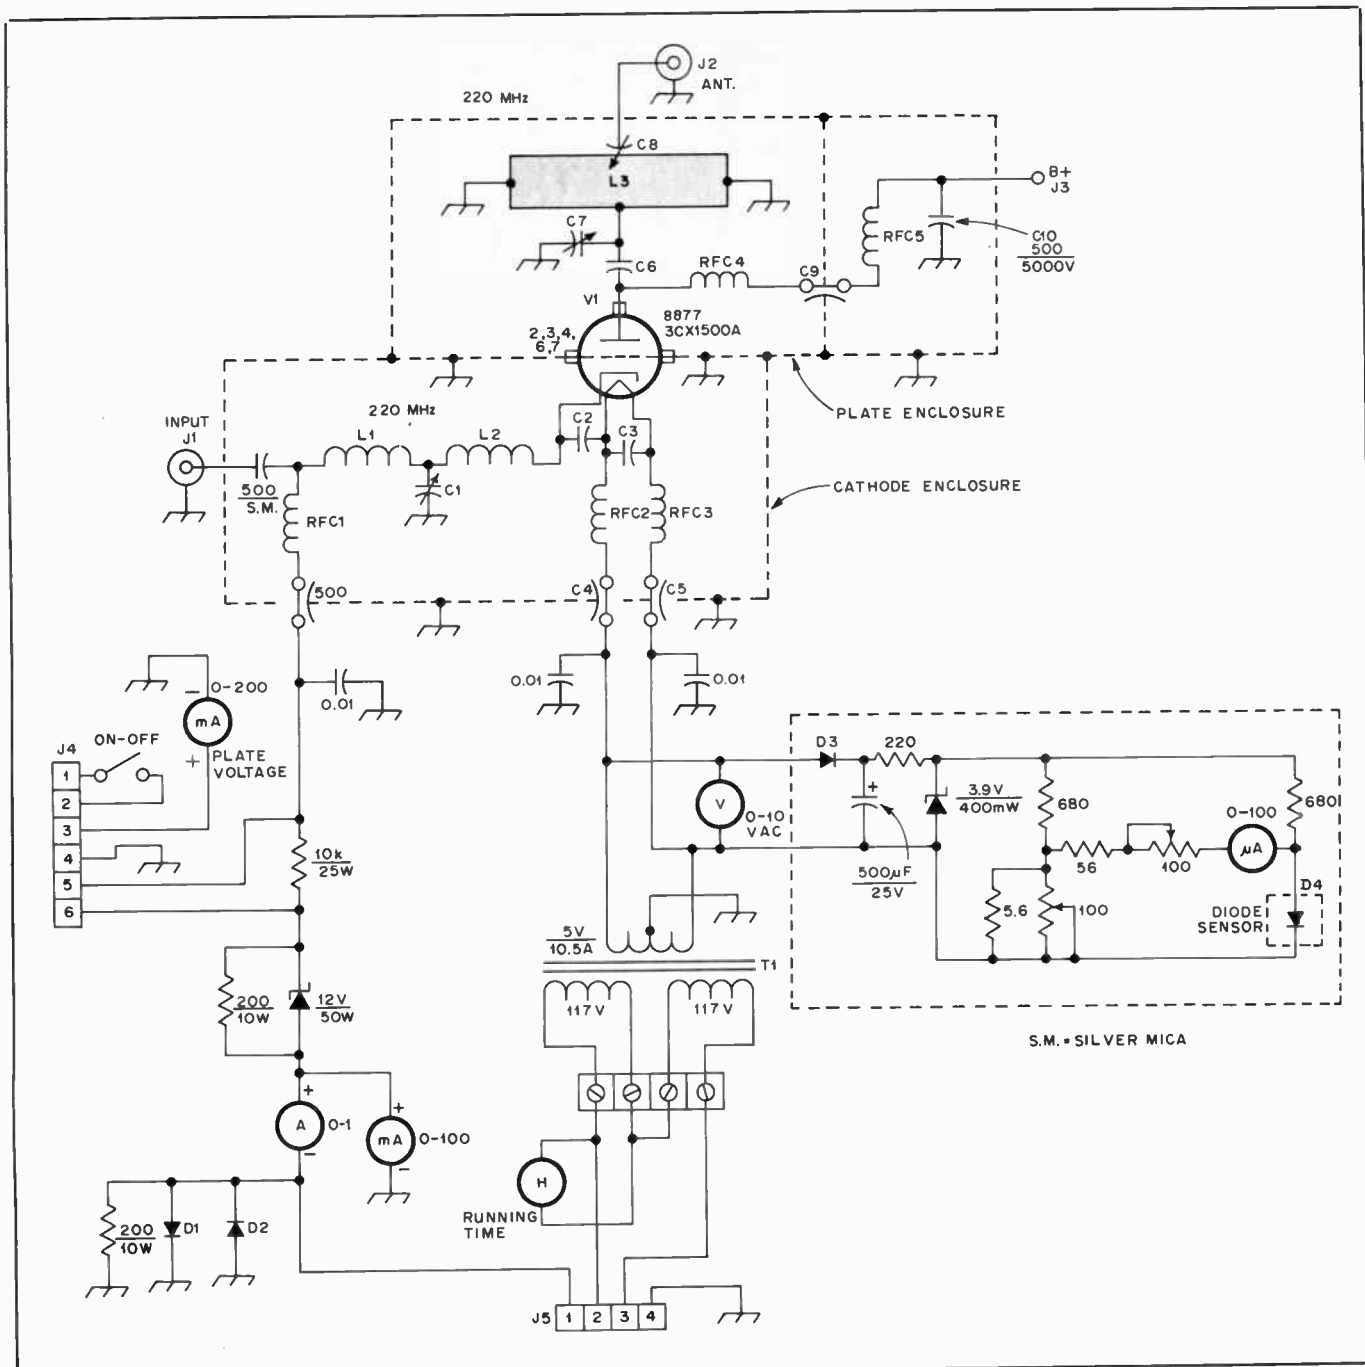 J2
ANT.
220 MHz
C8
L3
B+
J3
C7
RFC5
C10
500
5000V
C6
RFC4
C9
V1
8877
3CX1500A
2,3,4,
6,7
PLATE ENCLOSURE
INPUT
J1
220 MHz
L1
L2
C2
C3
500
S.M.
C1
CATHODE ENCLOSURE
RFC1
RFC2
RFC3
500
C4
C5
0-200
mA
+
−
PLATE
VOLTAGE
0.01
0.01
0.01
J4
ON-OFF
1
2
3
4
5
6
10k
25W
D3
220
+
3.9V
400mW
680
680
V
0-10
VAC
0-100
µA
500µF
25V
56
100
5.6
100
D4
DIODE
SENSOR
5V
10.5A
T1
117V
117V
200
10W
12V
50W
S.M.=SILVER MICA
+
A
0-1
−
+
mA
0-100
−
H
RUNNING
TIME
200
10W
D1
D2
J5
1
2
3
4